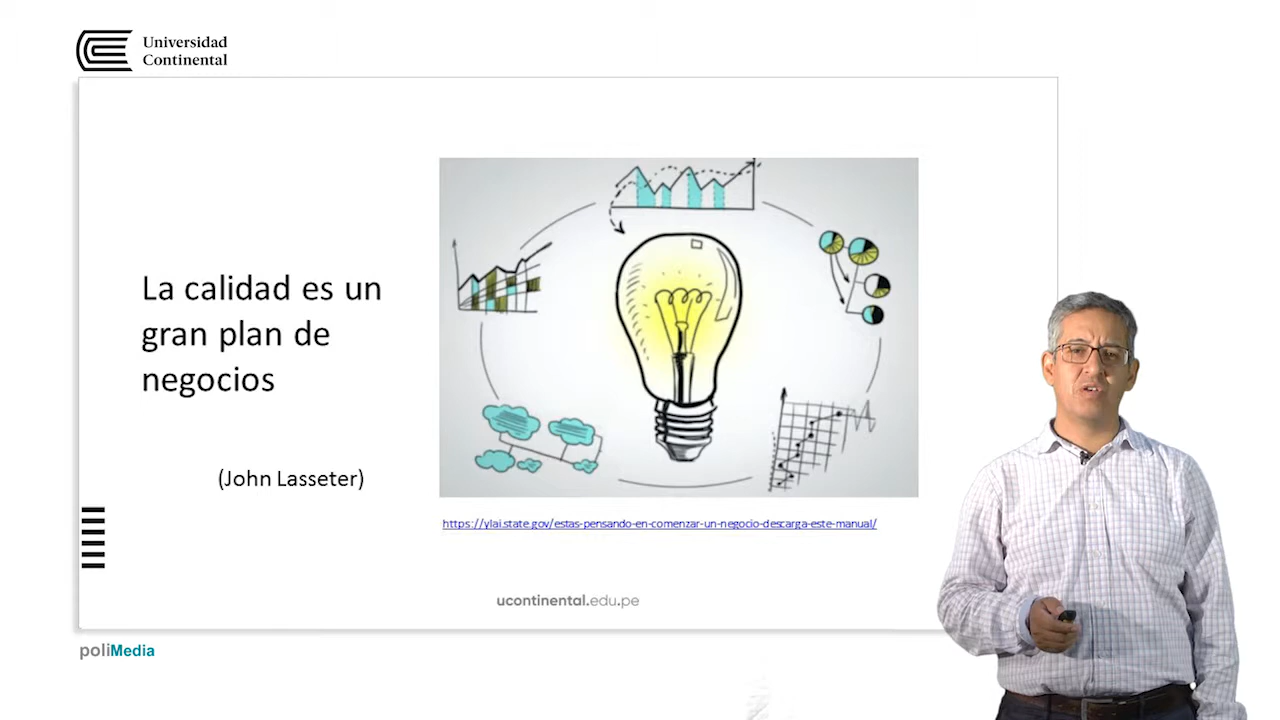 Universidad
Continental
La calidad es un
gran plan de
negocios
(John Lasseter)
https://ylai.state.gov/estas-pensando-en-comenzar-un-negocio-descarga-este-manual/
ucontinental.edu.pe
poliMedia